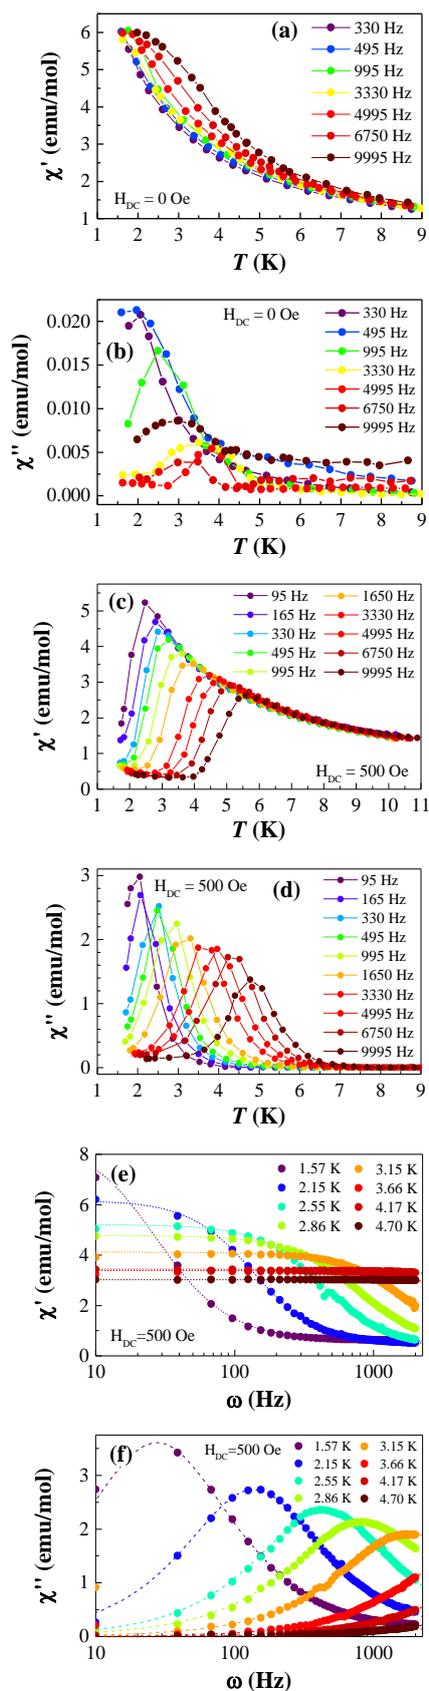 (a)
χ' (emu/mol)
6
5
4
3
2
1
330 Hz
495 Hz
995 Hz
3330 Hz
4995 Hz
6750 Hz
9995 Hz
H_DC = 0 Oe
1 2 3 4 5 6 7 8 9
T (K)
(b)
χ'' (emu/mol)
0.020
0.015
0.010
0.005
0.000
H_DC = 0 Oe
330 Hz
495 Hz
995 Hz
3330 Hz
4995 Hz
6750 Hz
9995 Hz
1 2 3 4 5 6 7 8 9
T (K)
(c)
χ' (emu/mol)
5
4
3
2
1
0
95 Hz 1650 Hz
165 Hz 3330 Hz
330 Hz 4995 Hz
495 Hz 6750 Hz
995 Hz 9995 Hz
H_DC = 500 Oe
1 2 3 4 5 6 7 8 9 10 11
T (K)
(d)
χ'' (emu/mol)
3
2
1
0
H_DC = 500 Oe
95 Hz
165 Hz
330 Hz
495 Hz
995 Hz
1650 Hz
3330 Hz
4995 Hz
6750 Hz
9995 Hz
1 2 3 4 5 6 7 8 9
T (K)
(e)
χ' (emu/mol)
8
6
4
2
0
1.57 K 3.15 K
2.15 K 3.66 K
2.55 K 4.17 K
2.86 K 4.70 K
H_DC=500 Oe
10 100 1000
ω (Hz)
(f)
χ'' (emu/mol)
3
2
1
0
H_DC=500 Oe
1.57 K 3.15 K
2.15 K 3.66 K
2.55 K 4.17 K
2.86 K 4.70 K
10 100 1000
ω (Hz)